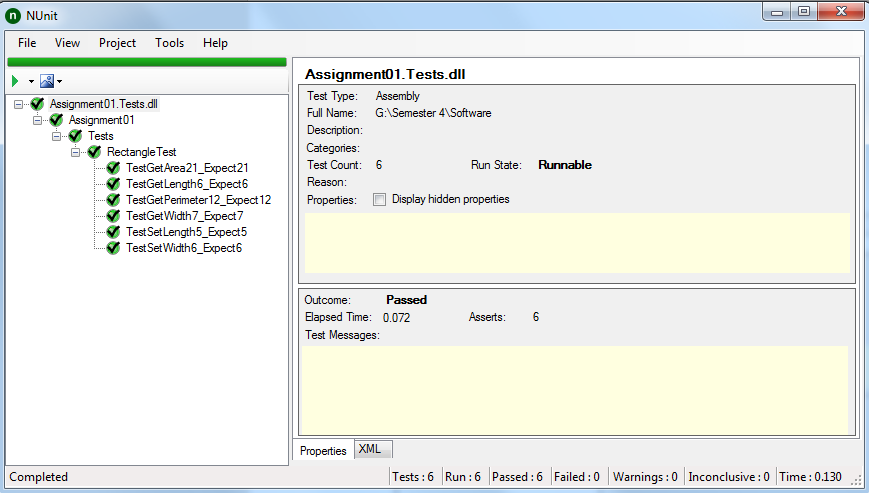 n NUnit
File View Project Tools Help
Assignment01.Tests.dll
Assignment01
Tests
RectangleTest
TestGetArea21_Expect21
TestGetLength6_Expect6
TestGetPerimeter12_Expect12
TestGetWidth7_Expect7
TestSetLength5_Expect5
TestSetWidth6_Expect6
Assignment01.Tests.dll
Test Type: Assembly
Full Name: G:\Semester 4\Software
Description:
Categories:
Test Count: 6 Run State: Runnable
Reason:
Properties: Display hidden properties
Outcome: Passed
Elapsed Time: 0.072 Asserts: 6
Test Messages:
Properties XML
Completed Tests : 6 Run : 6 Passed : 6 Failed : 0 Warnings : 0 Inconclusive : 0 Time : 0.130